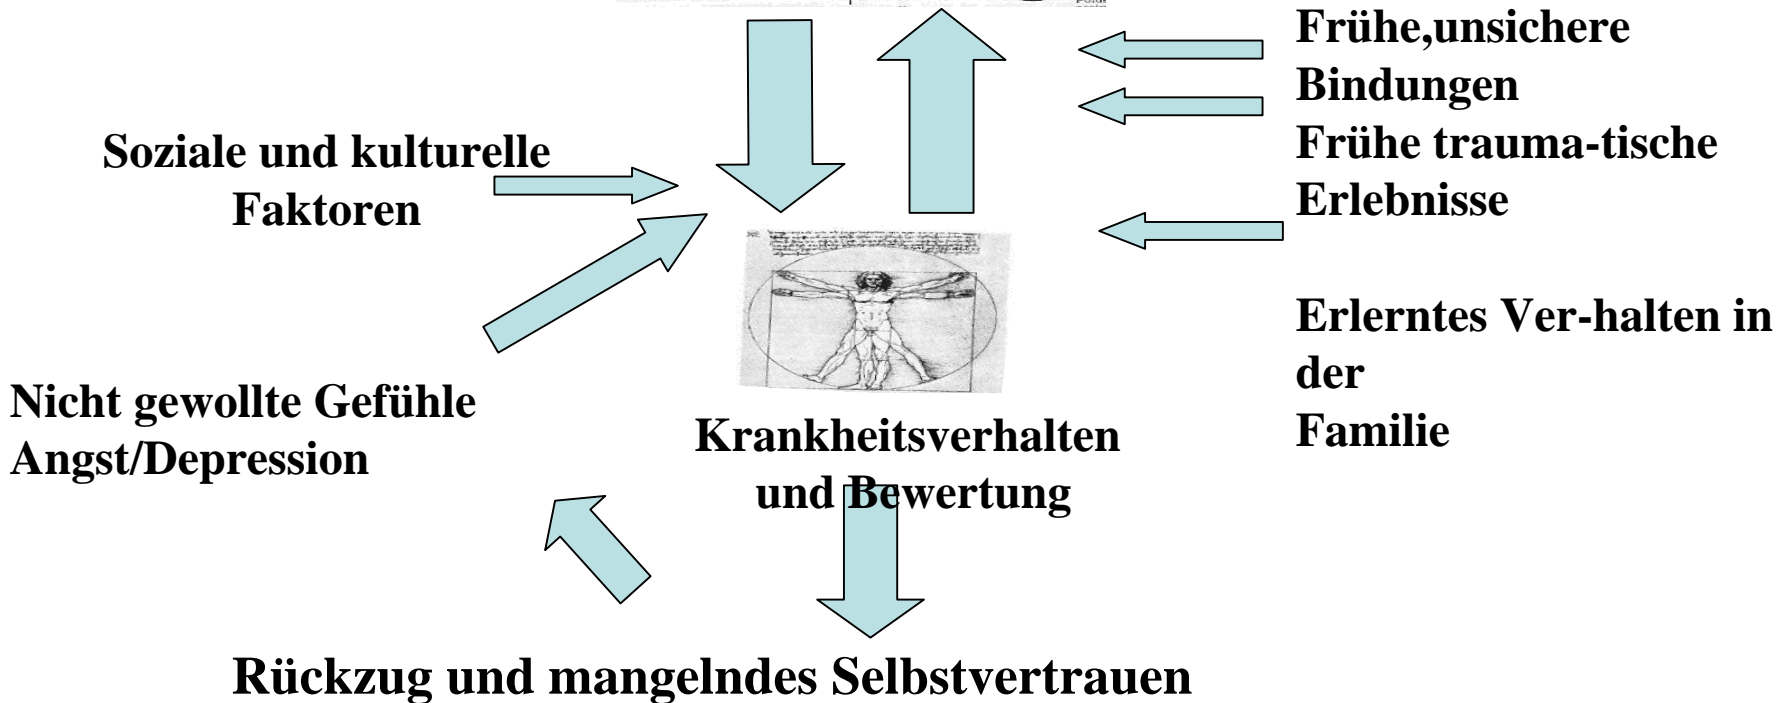 Frühe,unsichere
Bindungen
Frühe trauma-tische
Erlebnisse
Soziale und kulturelle
Faktoren
Erlerntes Ver-halten in
der
Familie
Nicht gewollte Gefühle
Angst/Depression
Krankheitsverhalten
und Bewertung
Rückzug und mangelndes Selbstvertrauen